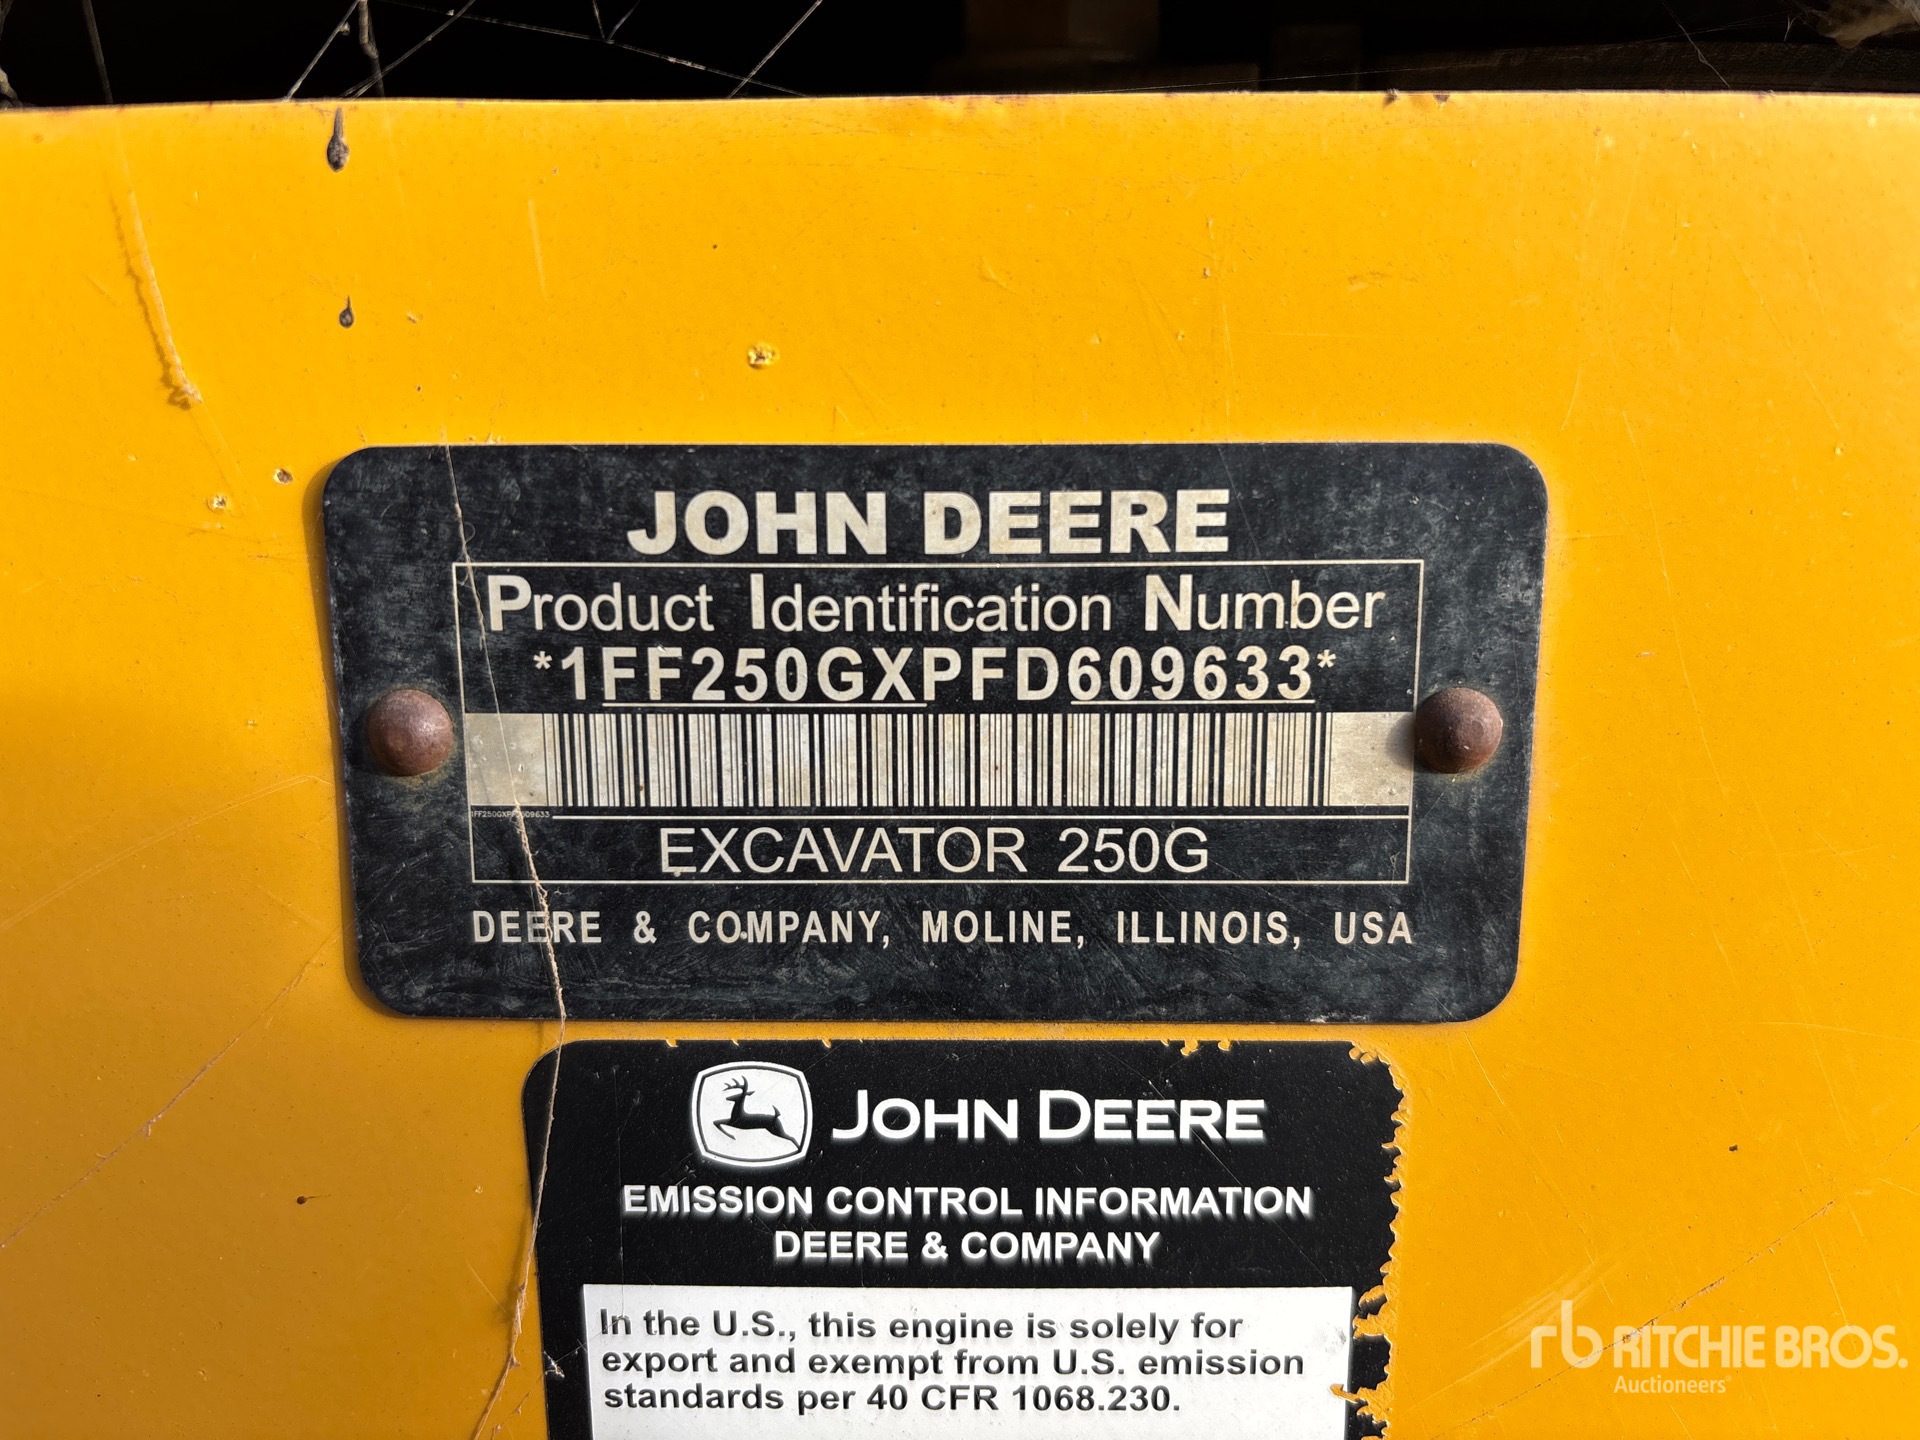 JOHN DEERE
Product Identification Number
*1FF250GXPFD609633*
EXCAVATOR 250G
DEERE & COMPANY, MOLINE, ILLINOIS, USA
JOHN DEERE
EMISSION CONTROL INFORMATION
DEERE & COMPANY
In the U.S., this engine is solely for
export and exempt from U.S. emission
standards per 40 CFR 1068.230.
rb RITCHIE BROS.
Auctioneers